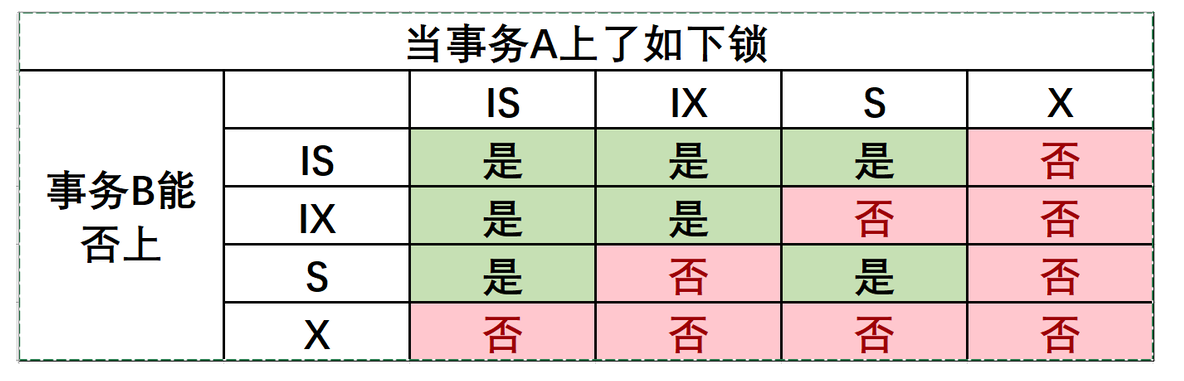 当事务A上了如下锁
IS IX S X
事务B能
否上
IS 是 是 是 否
IX 是 是 否 否
S 是 否 是 否
X 否 否 否 否